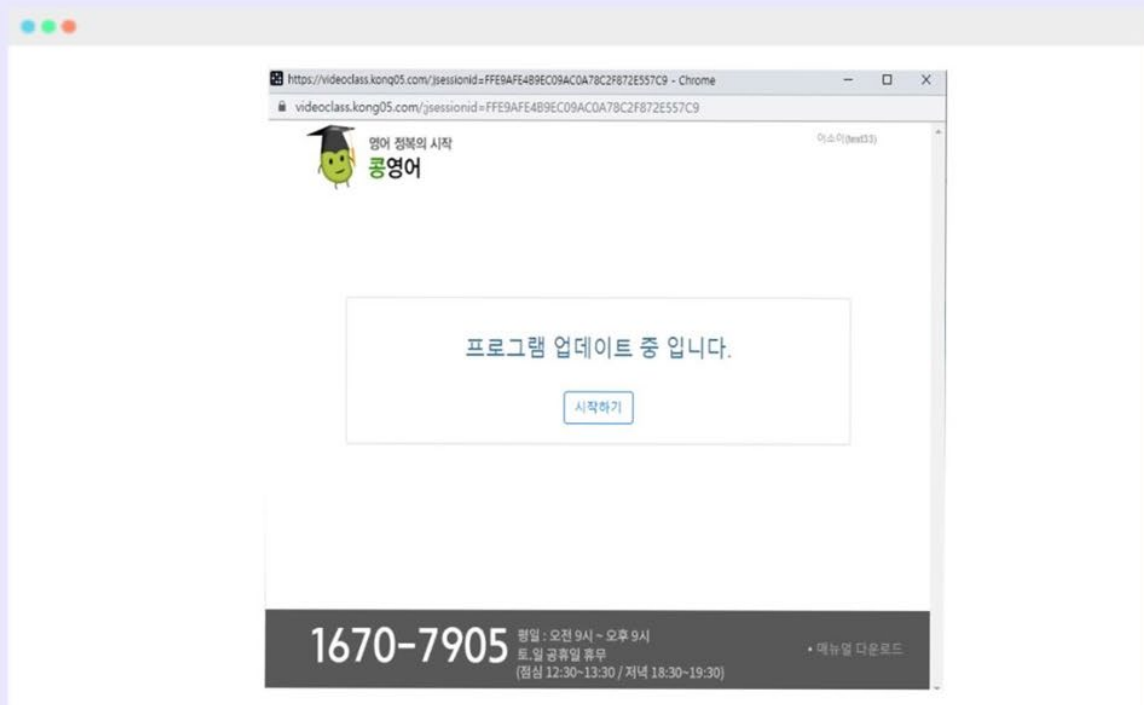 https://videoclass.kong05.com/;jsessionid=FFE9AFE4B9EC09AC0A78C2F872E557C9 - Chrome
videoclass.kong05.com/;jsessionid=FFE9AFE4B9EC09AC0A78C2F872E557C9
영어 정복의 시작
콩영어
이소미(test33)
프로그램 업데이트 중 입니다.
시작하기
1670-7905
평일 : 오전 9시 ~ 오후 9시
토.일 공휴일 휴무
(점심 12:30~13:30 / 저녁 18:30~19:30)
• 매뉴얼 다운로드